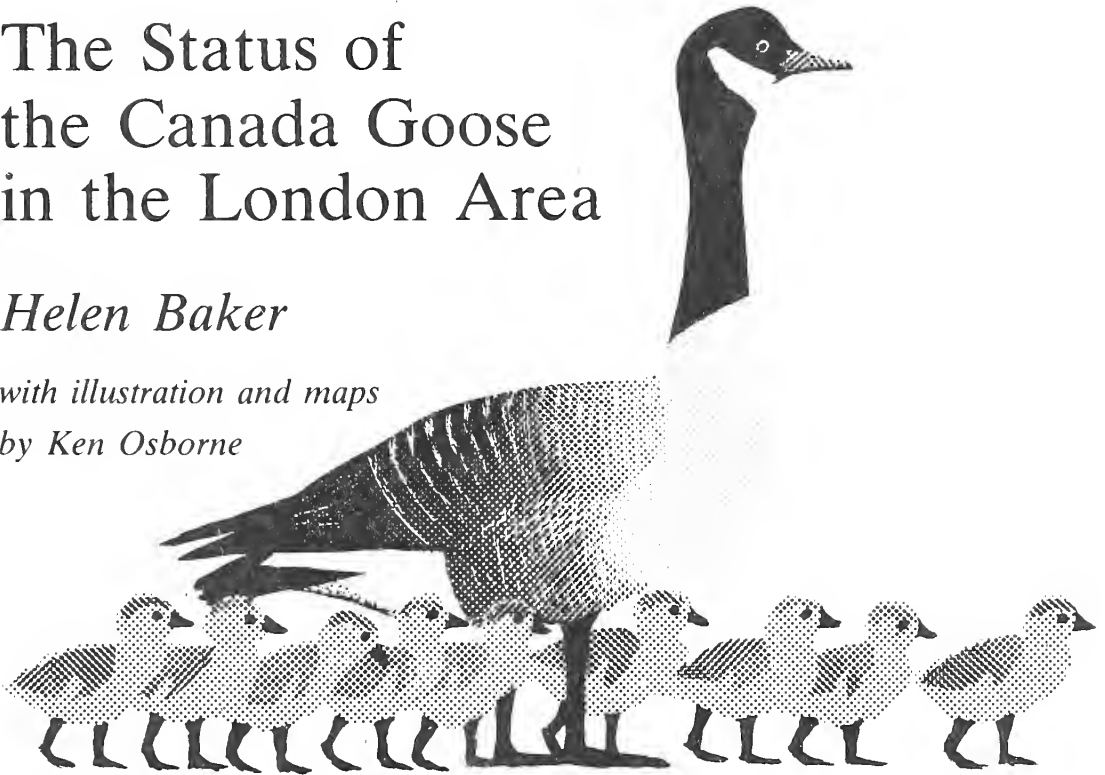 The Status of
the Canada Goose
in the London Area
Helen Baker
with illustration and maps
by Ken Osborne